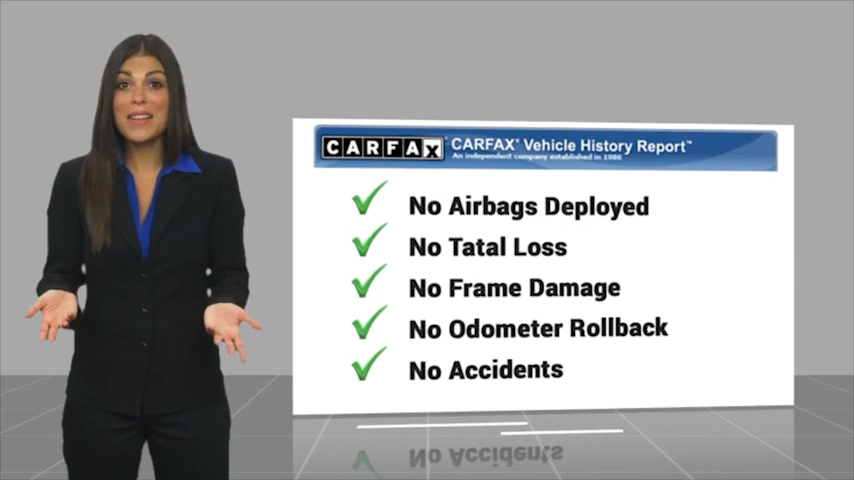 CARFAX CARFAX® Vehicle History Report™
An independent company established in 1986
No Airbags Deployed
No Tatal Loss
No Frame Damage
No Odometer Rollback
No Accidents
No Accidents